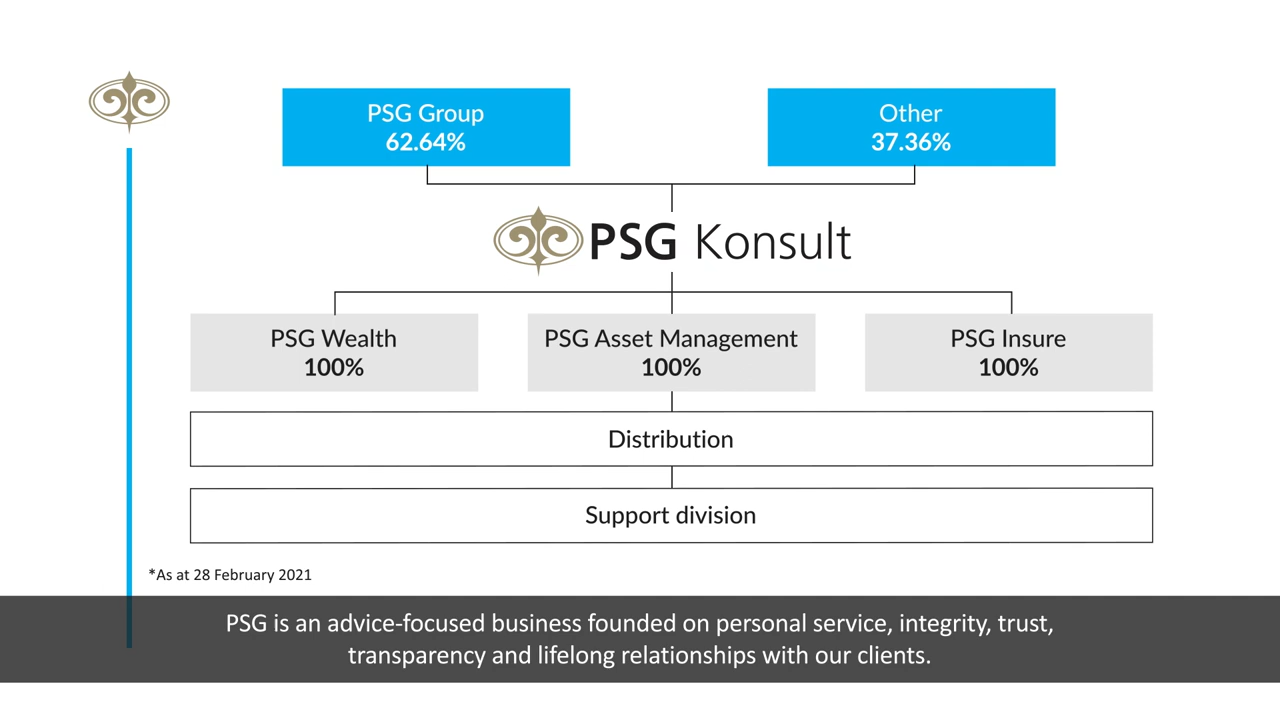 PSG Group
62.64%
Other
37.36%
PSG Konsult
PSG Wealth
100%
PSG Asset Management
100%
PSG Insure
100%
Distribution
Support division
*As at 28 February 2021
PSG is an advice-focused business founded on personal service, integrity, trust,
transparency and lifelong relationships with our clients.